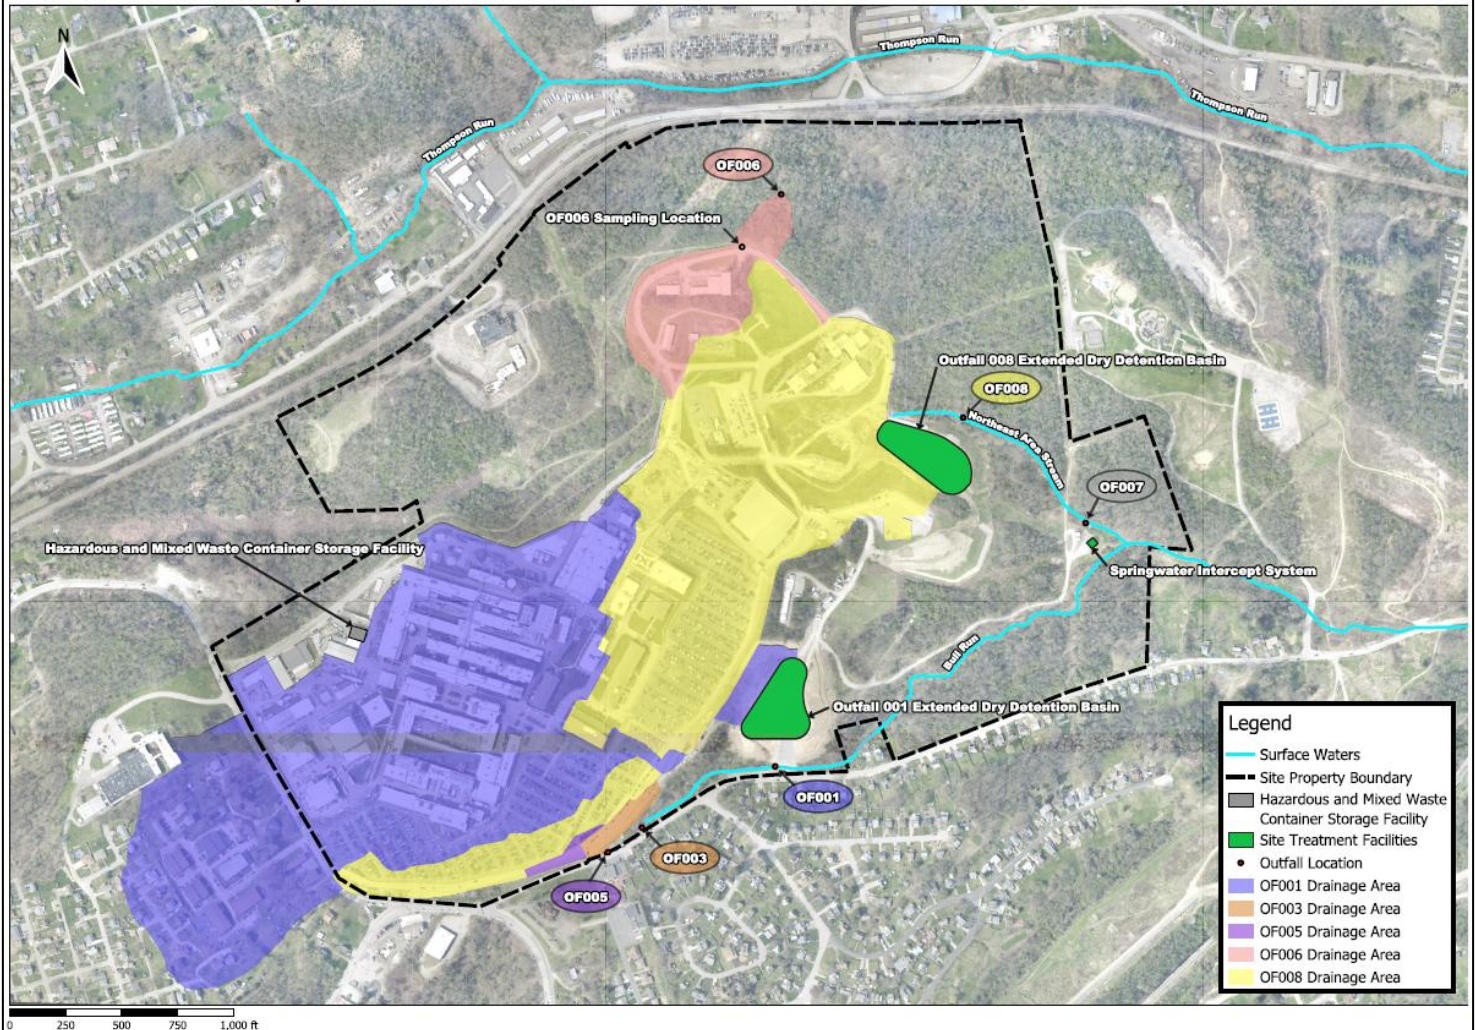 N
Thompson Run
Thompson Run
Thompson Run
OF006
OF006 Sampling Location
Outfall 008 Extended Dry Detention Basin
OF008
Northeast Area Stream
OF007
Hazardous and Mixed Waste Container Storage Facility
Springwater Intercept System
Bull Run
Outfall 001 Extended Dry Detention Basin
OF001
OF003
OF005
Legend
Surface Waters
Site Property Boundary
Hazardous and Mixed Waste
Container Storage Facility
Site Treatment Facilities
Outfall Location
OF001 Drainage Area
OF003 Drainage Area
OF005 Drainage Area
OF006 Drainage Area
OF008 Drainage Area
0 250 500 750 1,000 ft